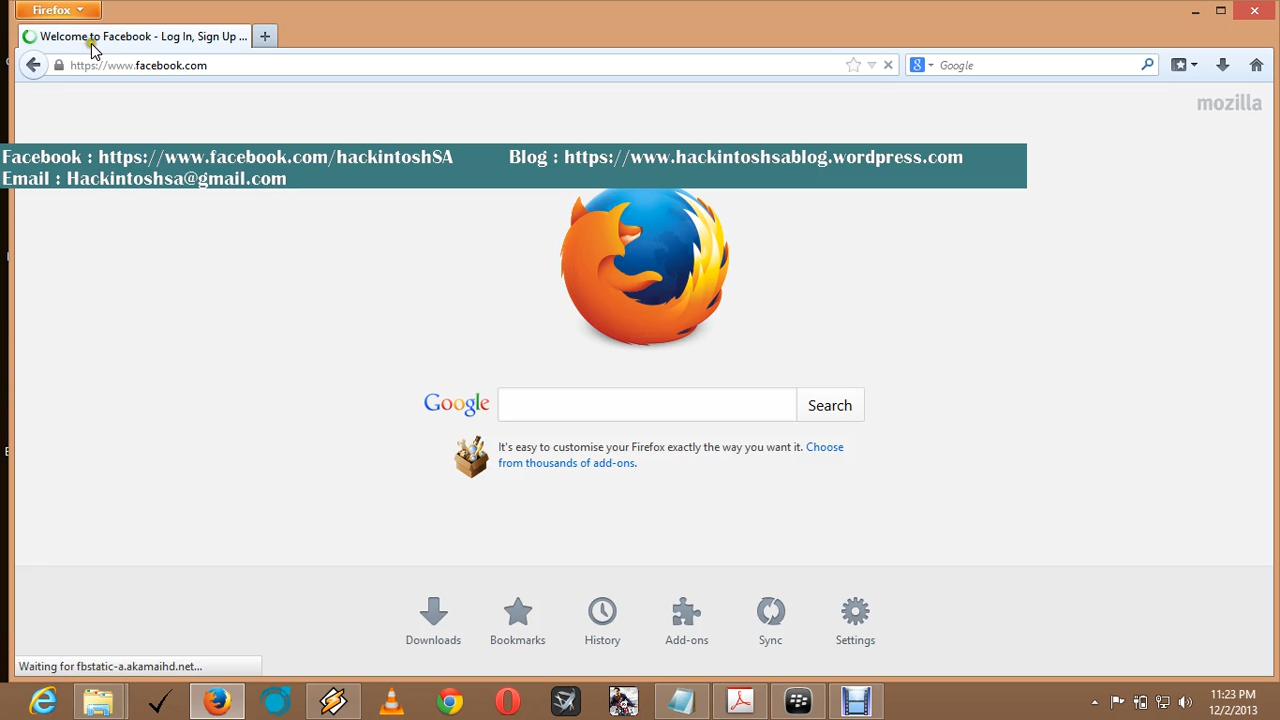 Firefox
Welcome to Facebook - Log In, Sign Up ...
https://www.facebook.com
Google
mozilla
Facebook : https://www.facebook.com/hackintoshSA Blog : https://www.hackintoshsablog.wordpress.com
Email : Hackintoshsa@gmail.com
Google
Search
It's easy to customise your Firefox exactly the way you want it. Choose
from thousands of add-ons.
Downloads Bookmarks History Add-ons Sync Settings
Waiting for fbstatic-a.akamaihd.net...
11:23 PM
12/2/2013